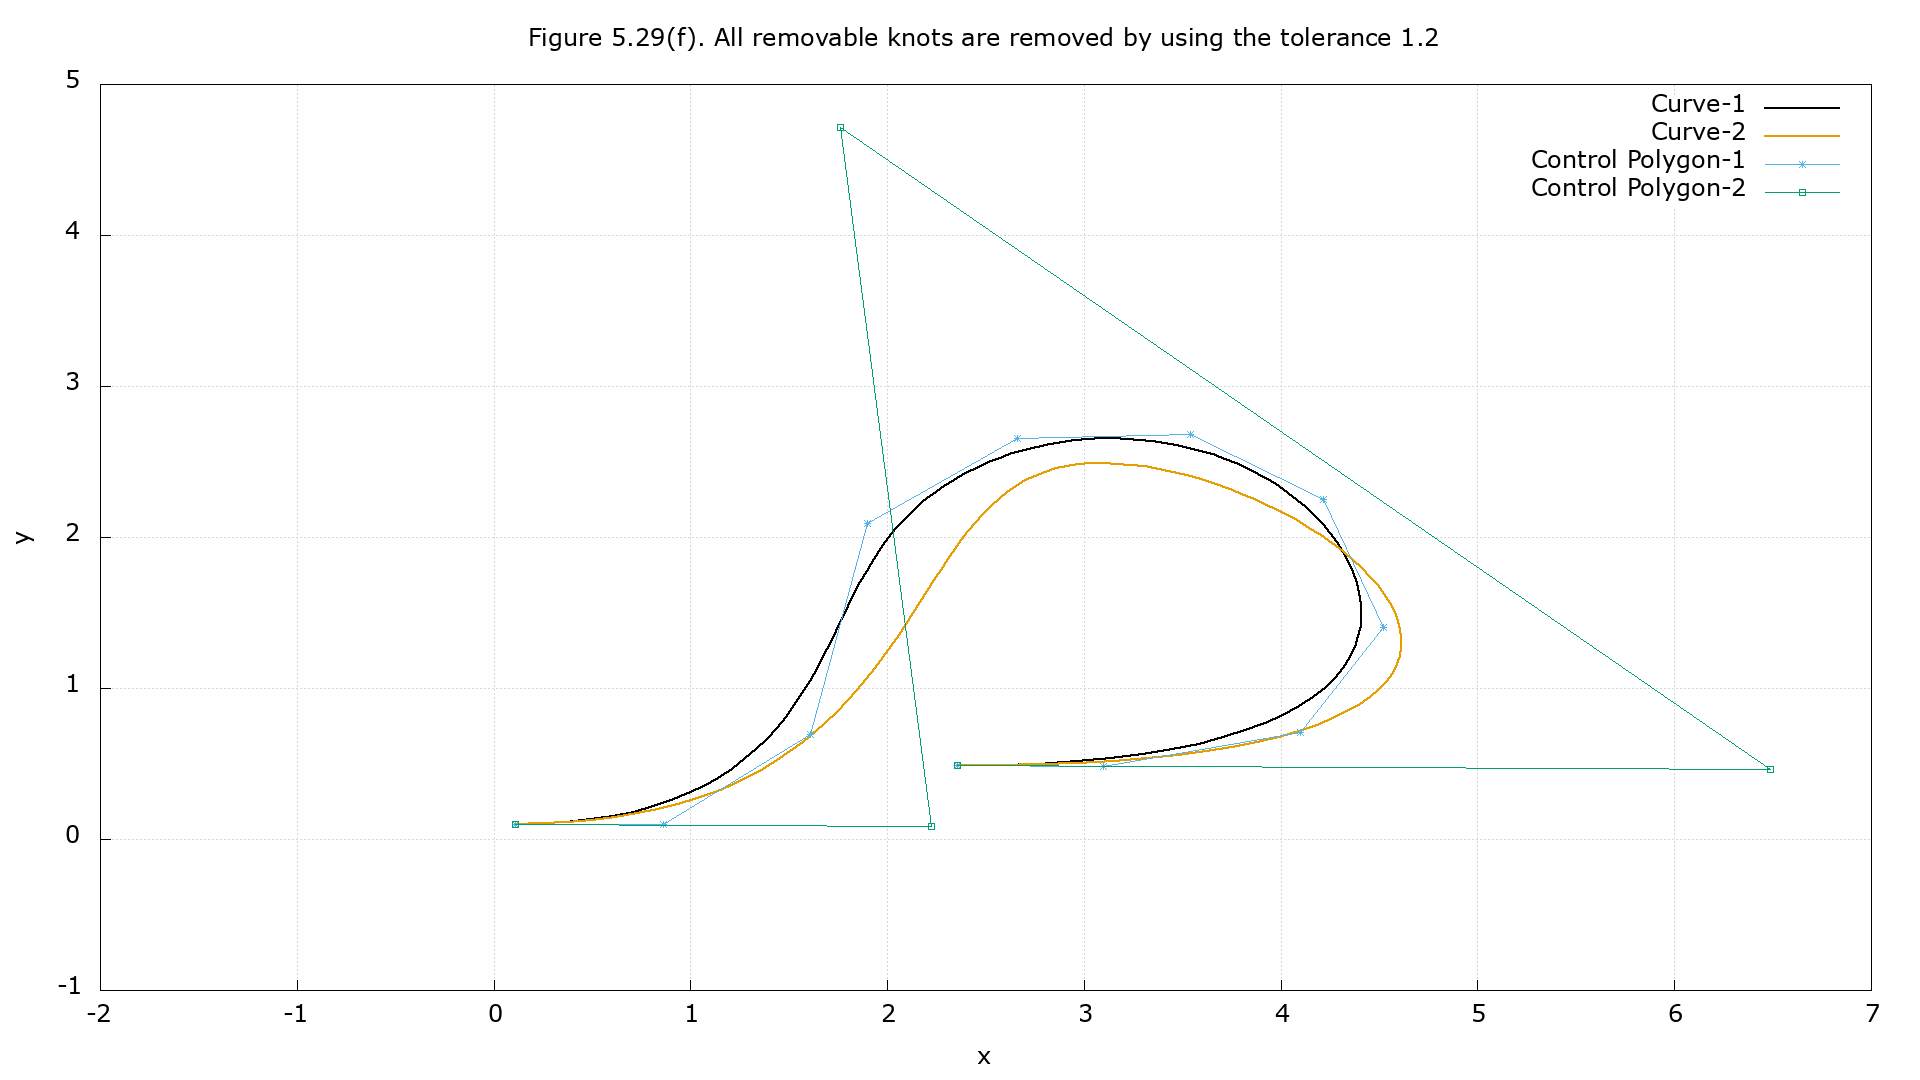 Figure 5.29(f). All removable knots are removed by using the tolerance 1.2
Curve-1
Curve-2
Control Polygon-1
Control Polygon-2
5
4
3
2
1
0
-1
y
-2 -1 0 1 2 3 4 5 6 7
x